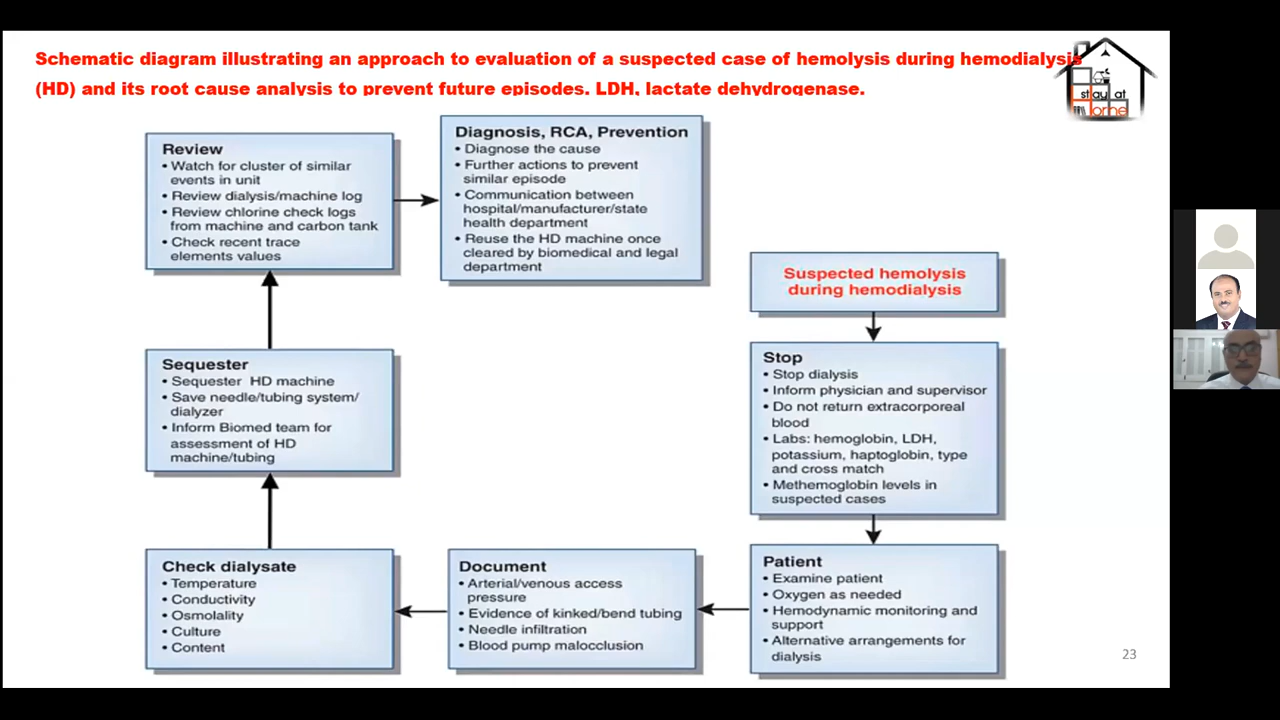 Schematic diagram illustrating an approach to evaluation of a suspected case of hemolysis during hemodialysis
(HD) and its root cause analysis to prevent future episodes. LDH, lactate dehydrogenase.
stay at
Home
Suspected hemolysis
during hemodialysis
Stop
• Stop dialysis
• Inform physician and supervisor
• Do not return extracorporeal
blood
• Labs: hemoglobin, LDH,
potassium, haptoglobin, type
and cross match
• Methemoglobin levels in
suspected cases
Patient
• Examine patient
• Oxygen as needed
• Hemodynamic monitoring and
support
• Alternative arrangements for
dialysis
Document
• Arterial/venous access
pressure
• Evidence of kinked/bend tubing
• Needle infiltration
• Blood pump malocclusion
Check dialysate
• Temperature
• Conductivity
• Osmolality
• Culture
• Content
Sequester
• Sequester HD machine
• Save needle/tubing system/
dialyzer
• Inform Biomed team for
assessment of HD
machine/tubing
Review
• Watch for cluster of similar
events in unit
• Review dialysis/machine log
• Review chlorine check logs
from machine and carbon tank
• Check recent trace
elements values
Diagnosis, RCA, Prevention
• Diagnose the cause
• Further actions to prevent
similar episode
• Communication between
hospital/manufacturer/state
health department
• Reuse the HD machine once
cleared by biomedical and legal
department
23